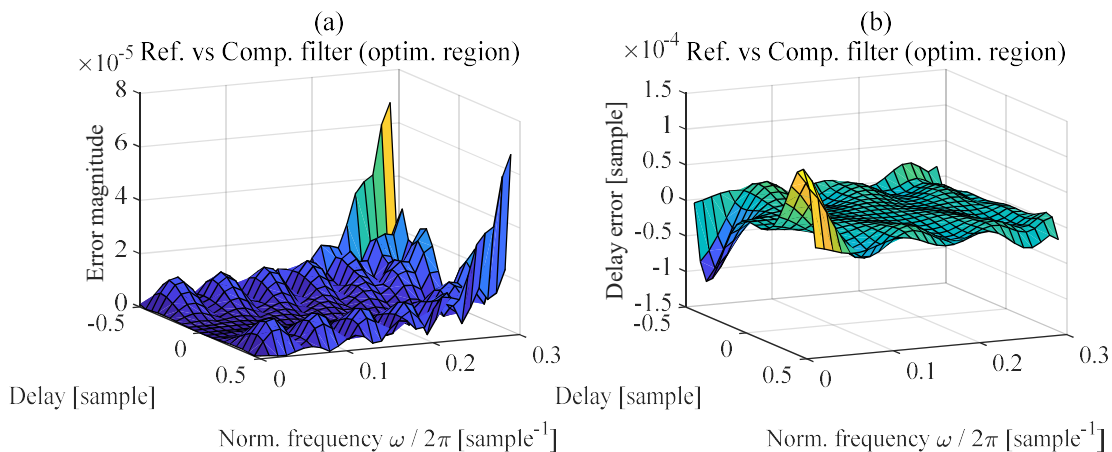 (a)
Ref. vs Comp. filter (optim. region)
×10-5
Error magnitude
8
6
4
2
0
-0.5
0
0.5
Delay [sample]
0
0.1
0.2
0.3
Norm. frequency ω / 2π [sample-1]
(b)
Ref. vs Comp. filter (optim. region)
×10-4
Delay error [sample]
1.5
1
0.5
0
-0.5
-1
-1.5
-0.5
0
0.5
Delay [sample]
0
0.1
0.2
0.3
Norm. frequency ω / 2π [sample-1]